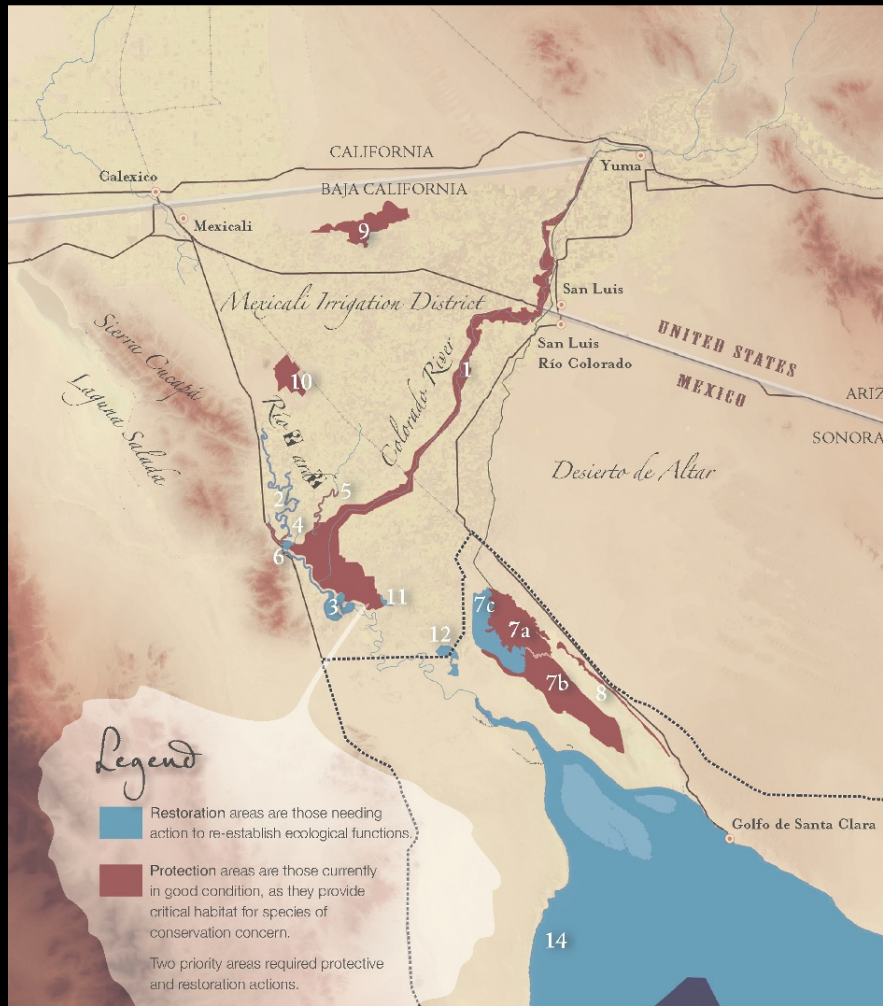 CALIFORNIA
Yuma
Calexico
BAJA CALIFORNIA
Mexicali
9
Mexicali Irrigation District
San Luis
San Luis
Río Colorado
UNITED STATES
MEXICO
Sierra Cucapá
Laguna Salada
10
1
Colorado River
ARIZ
SONORA
Río
Desierto de Altar
5
2
4
6
3
11
7c
7a
12
7b
8
Legend
Restoration areas are those needing
action to re-establish ecological functions.
Golfo de Santa Clara
Protection areas are those currently
in good condition, as they provide
critical habitat for species of
conservation concern.
14
Two priority areas required protective
and restoration actions.